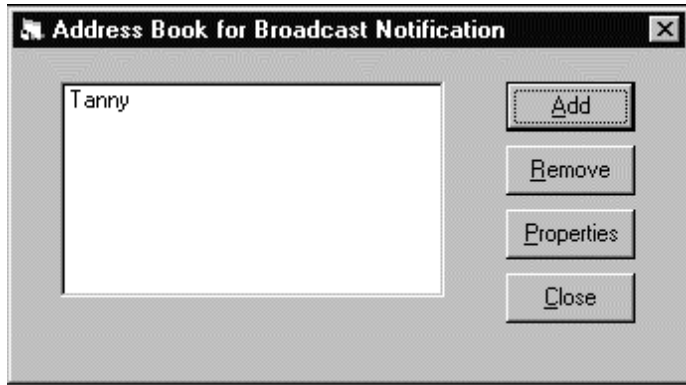 Address Book for Broadcast Notification
Tanny
Add
Remove
Properties
Close